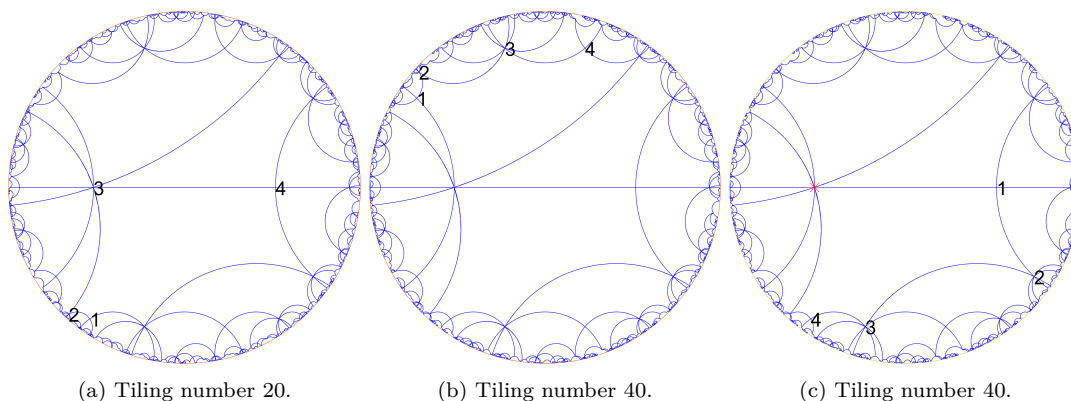 3 4
2 1
1 2 3 4
1 2 3 4
(a) Tiling number 20.
(b) Tiling number 40.
(c) Tiling number 40.